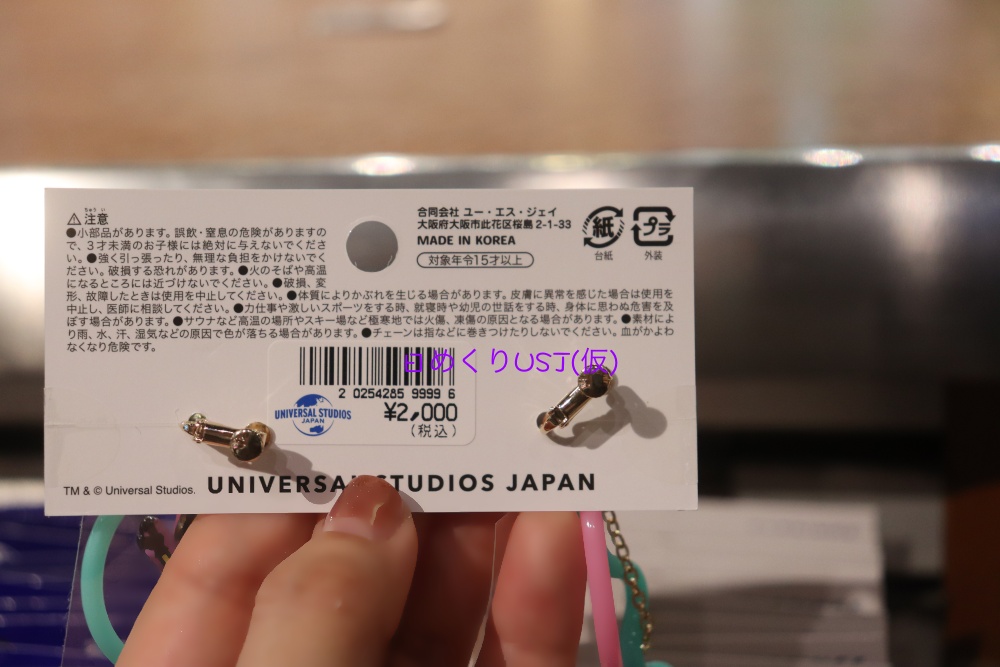 ちゅう い
⚠注意
●小部品があります。誤飲・窒息の危険がありますの
で、3才未満のお子様には絶対に与えないでくださ
い。●強く引っ張ったり、無理な負担をかけないでく
ださい。破損する恐れがあります。●火のそばや高温
になるところには近づけないでください。●破損、変
形、故障したときは使用を中止してください。●体質によりかぶれを生じる場合があります。皮膚に異常を感じた場合は使用を
中止し、医師に相談してください。●力仕事や激しいスポーツをする時、就寝時や幼児の世話をする時、身体に思わぬ危害を及
ぼす場合があります。●サウナなど高温の場所やスキー場など極寒地では火傷、凍傷の原因となる場合があります。●素材によ
り雨、水、汗、湿気などの原因で色が落ちる場合があります。●チェーンは指などに巻きつけたりしないでください。血がかよわ
なくなり危険です。
合同会社 ユー・エス・ジェイ
大阪府大阪市此花区桜島 2-1-33
MADE IN KOREA
対象年令15才以上
紙
台紙
プラ
外装
日めくりUSJ(仮)
2 0254285 9999 6
UNIVERSAL STUDIOS
JAPAN
¥2,000
(税込)
TM & © Universal Studios.
UNIVERSAL STUDIOS JAPAN